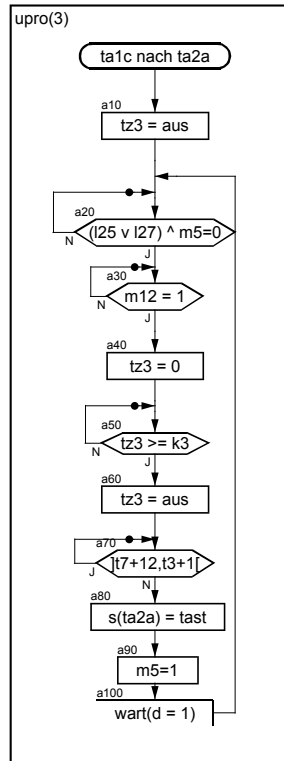 upro(3)
ta1c nach ta2a
a10
tz3 = aus
a20
(l25 v l27) ^ m5=0
N
J
a30
m12 = 1
N
J
a40
tz3 = 0
a50
tz3 >= k3
N
J
a60
tz3 = aus
a70
]t7+12,t3+1[
J
N
a80
s(ta2a) = tast
a90
m5=1
a100
wart(d = 1)